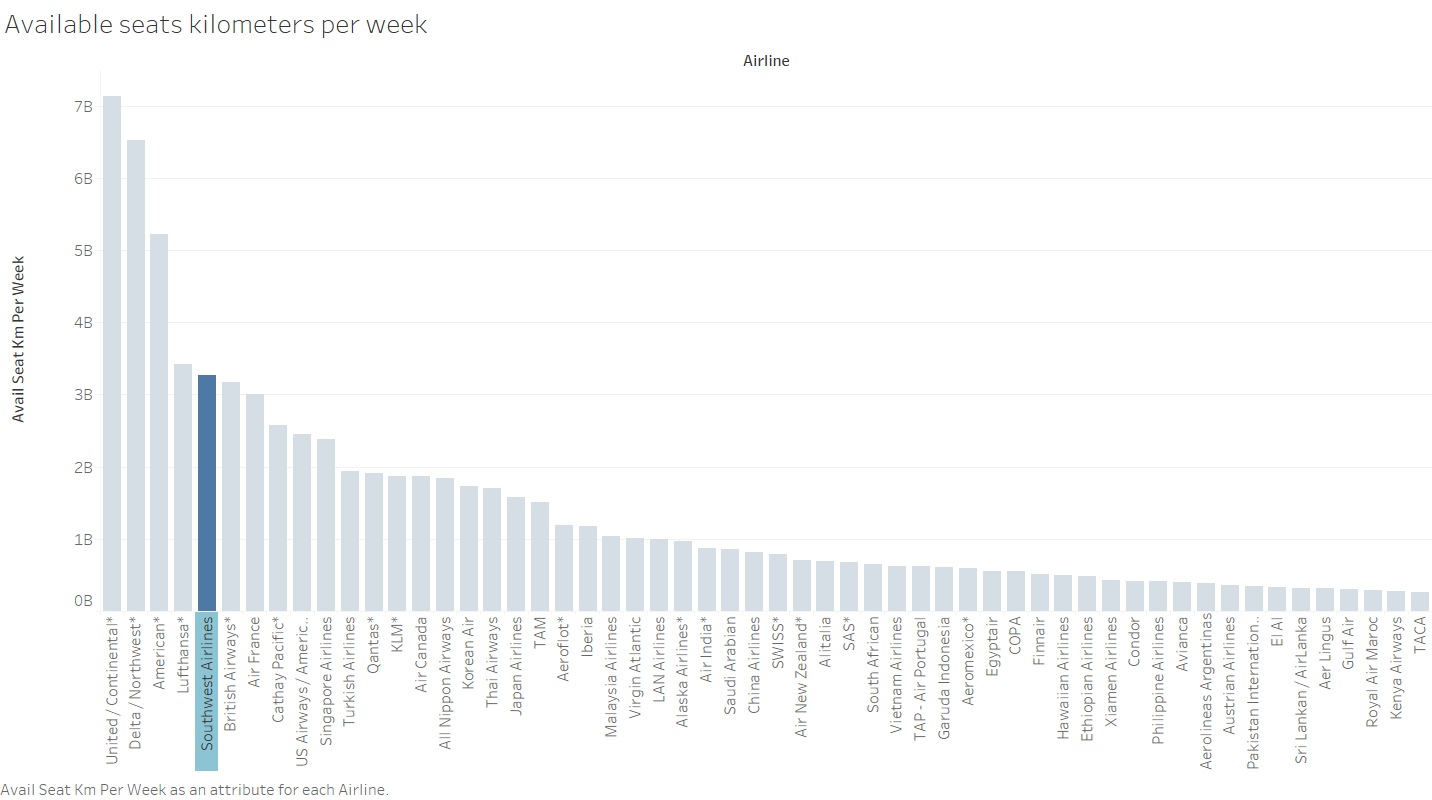 Available seats kilometers per week
Airline
Avail Seat Km Per Week
7B
6B
5B
4B
3B
2B
1B
0B
United / Continental*
Delta / Northwest*
American*
Lufthansa*
Southwest Airlines
British Airways*
Air France
Cathay Pacific*
US Airways / Americ..
Singapore Airlines
Turkish Airlines
Qantas*
KLM*
Air Canada
All Nippon Airways
Korean Air
Thai Airways
Japan Airlines
TAM
Aeroflot*
Iberia
Malaysia Airlines
Virgin Atlantic
LAN Airlines
Alaska Airlines*
Air India*
Saudi Arabian
China Airlines
SWISS*
Air New Zealand*
Alitalia
SAS*
South African
Vietnam Airlines
TAP - Air Portugal
Garuda Indonesia
Aeromexico*
Egyptair
COPA
Finnair
Hawaiian Airlines
Ethiopian Airlines
Xiamen Airlines
Condor
Philippine Airlines
Avianca
Aerolineas Argentinas
Austrian Airlines
Pakistan Internation..
El Al
Sri Lankan / AirLanka
Aer Lingus
Gulf Air
Royal Air Maroc
Kenya Airways
TACA
Avail Seat Km Per Week as an attribute for each Airline.